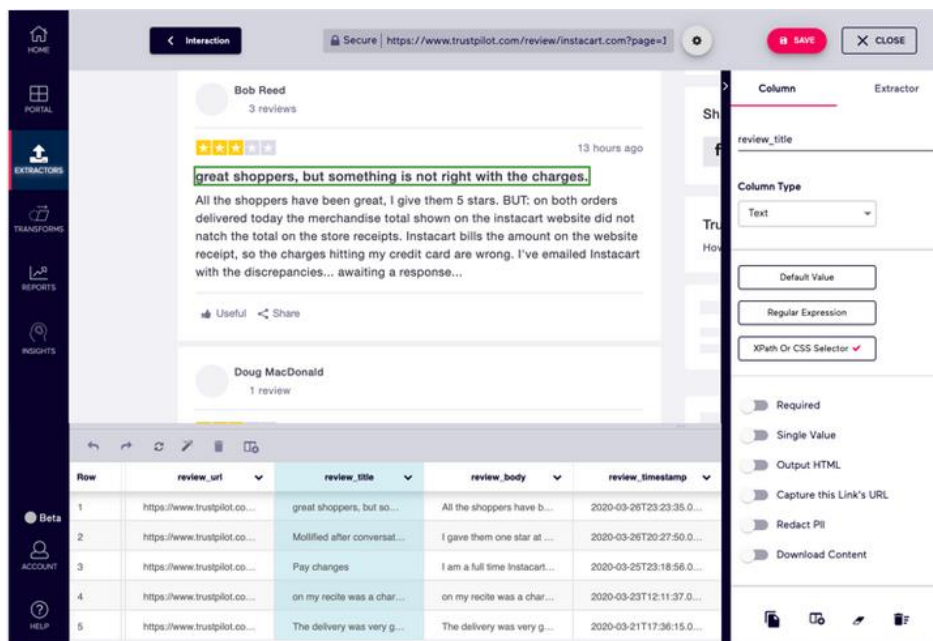 HOME
PORTAL
EXTRACTORS
TRANSFORMS
REPORTS
INSIGHTS
Beta
ACCOUNT
HELP
Interaction
Secure | https://www.trustpilot.com/review/instacart.com?page=1
SAVE
CLOSE
Bob Reed
3 reviews
13 hours ago
great shoppers, but something is not right with the charges.
All the shoppers have been great, I give them 5 stars. BUT: on both orders
delivered today the merchandise total shown on the instacart website did not
natch the total on the store receipts. Instacart bills the amount on the website
receipt, so the charges hitting my credit card are wrong. I've emailed Instacart
with the discrepancies... awaiting a response...
Useful Share
Doug MacDonald
1 review
Sh
f
Tru
How
Column Extractor
review_title
Column Type
Text
Default Value
Regular Expression
XPath Or CSS Selector
Required
Single Value
Output HTML
Capture this Link's URL
Redact PII
Download Content
Row review_url review_title review_body review_timestamp
1 https://www.trustpilot.co... great shoppers, but so... All the shoppers have b... 2020-03-26T23:23:35.0...
2 https://www.trustpilot.co... Mollified after conversat... I gave them one star at ... 2020-03-26T20:27:50.0...
3 https://www.trustpilot.co... Pay changes I am a full time Instacart... 2020-03-25T23:18:56.0...
4 https://www.trustpilot.co... on my recite was a char... on my recite was a char... 2020-03-23T12:11:37.0...
5 https://www.trustpilot.co... The delivery was very g... The delivery was very g... 2020-03-21T17:36:15.0...